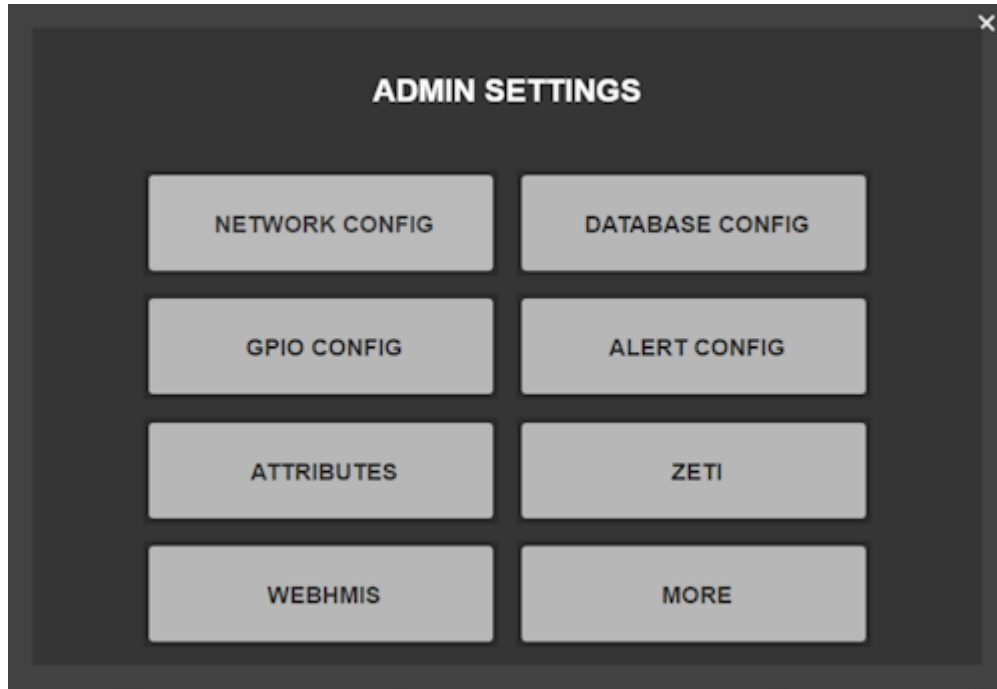 ADMIN SETTINGS
NETWORK CONFIG
DATABASE CONFIG
GPIO CONFIG
ALERT CONFIG
ATTRIBUTES
ZETI
WEBHMIS
MORE